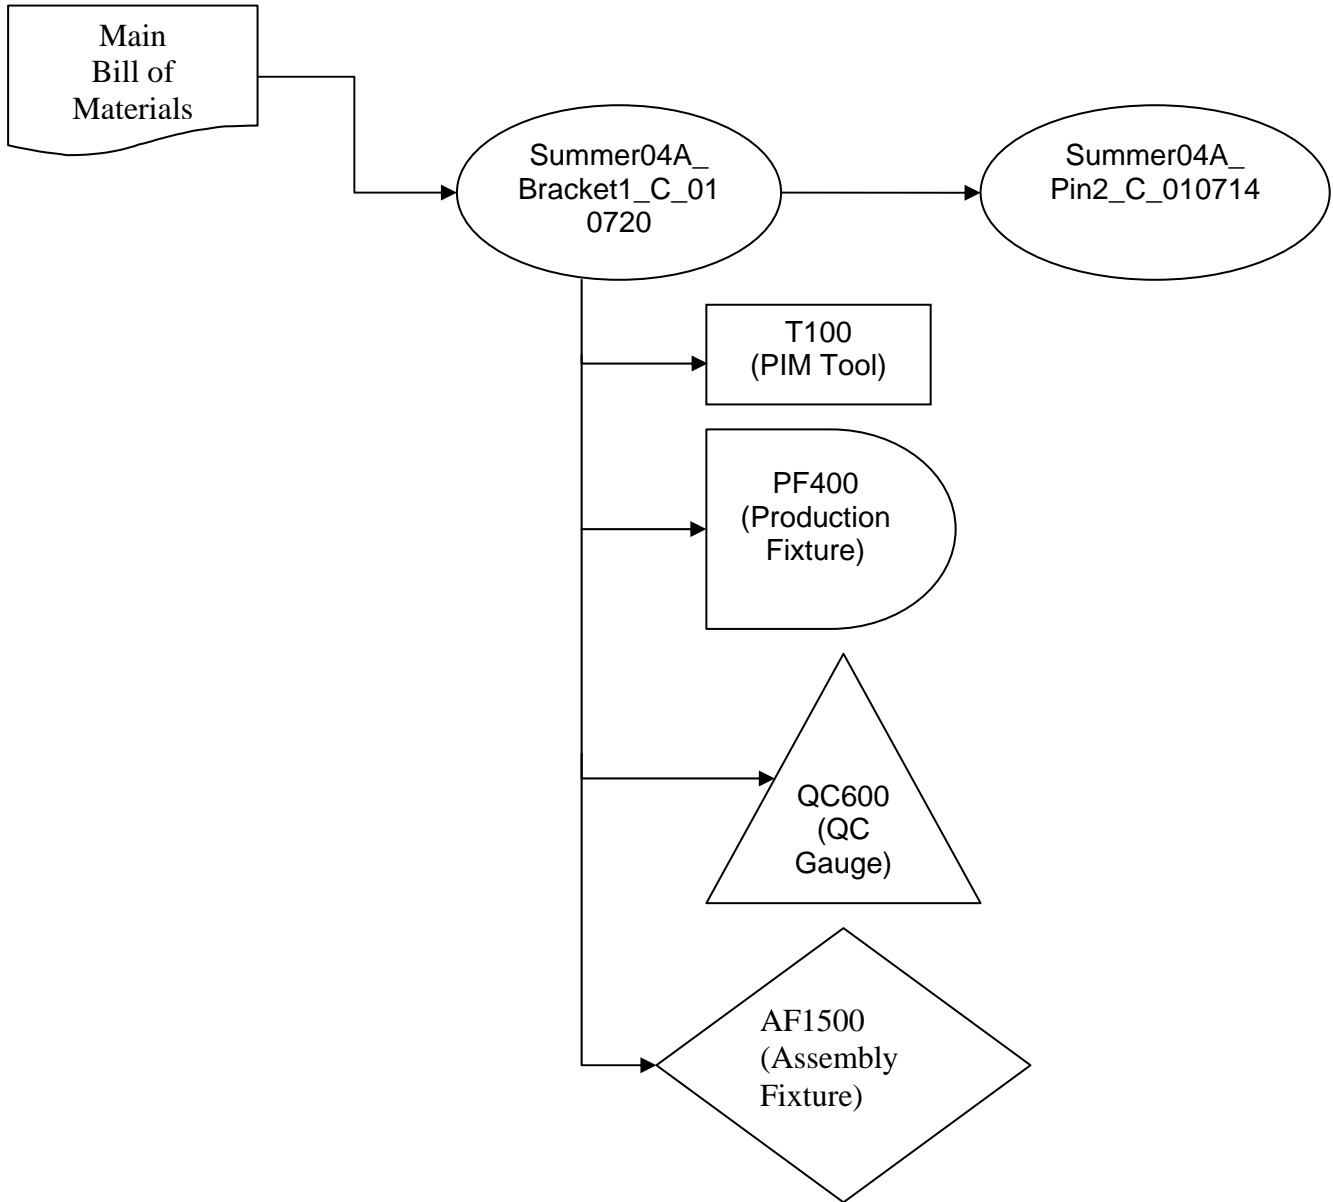 Main
Bill of
Materials
Summer04A_
Bracket1_C_01
0720
Summer04A_
Pin2_C_010714
T100
(PIM Tool)
PF400
(Production
Fixture)
QC600
(QC
Gauge)
AF1500
(Assembly
Fixture)